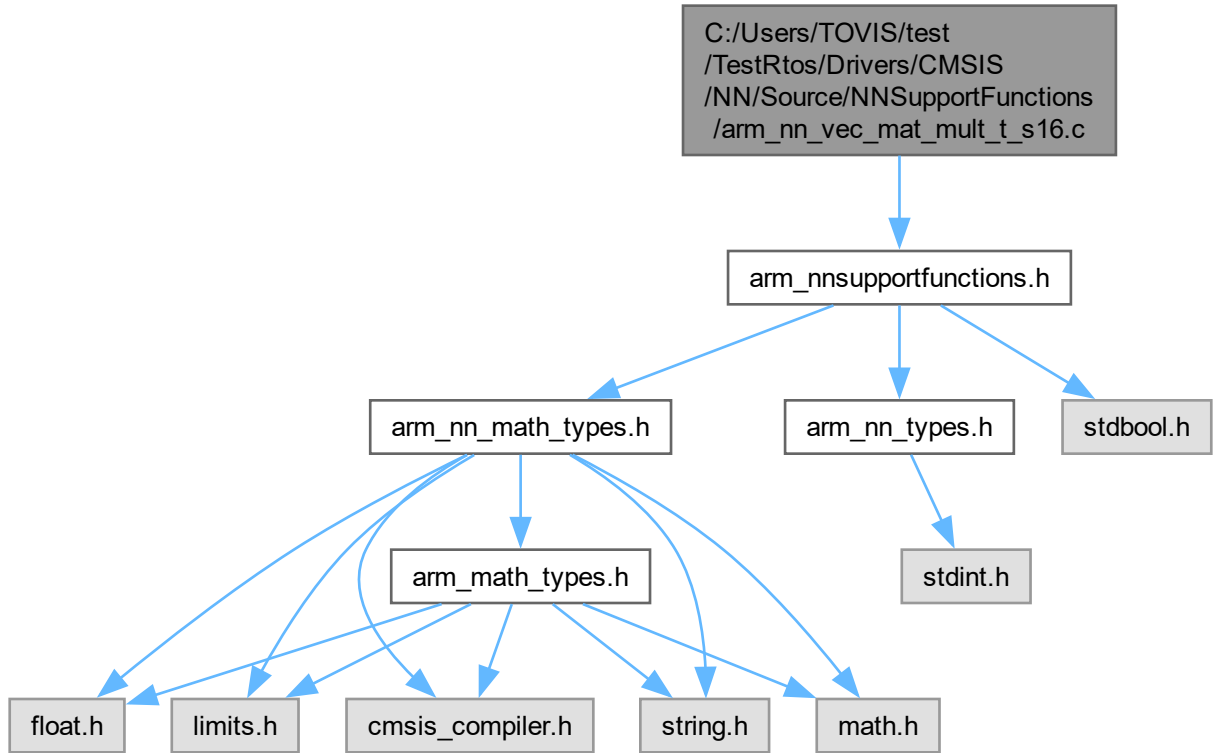 C:/Users/TOVIS/test
/TestRtos/Drivers/CMSIS
/NN/Source/NNSupportFunctions
/arm_nn_vec_mat_mult_t_s16.c
arm_nnsupportfunctions.h
arm_nn_math_types.h
arm_nn_types.h
stdbool.h
arm_math_types.h
stdint.h
float.h
limits.h
cmsis_compiler.h
string.h
math.h